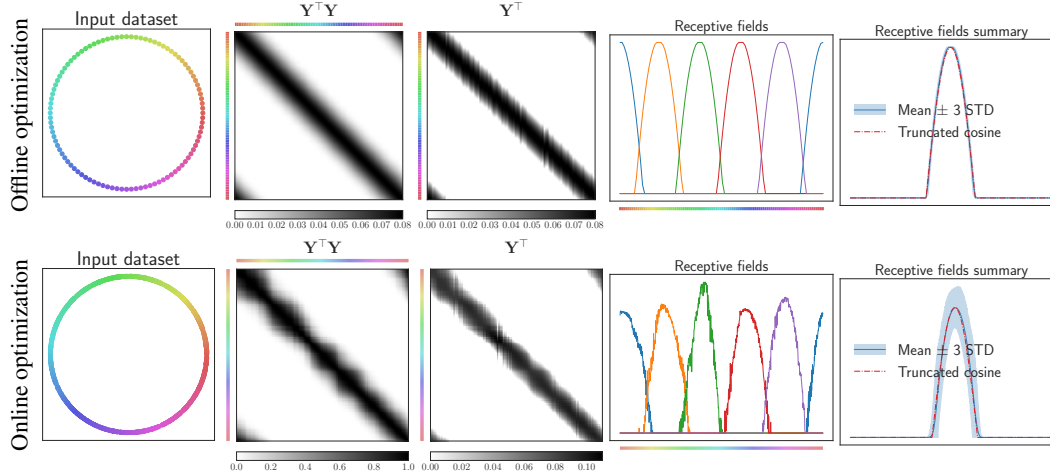 Offline optimization
Input dataset
Y⊤Y
Y⊤
Receptive fields
Receptive fields summary
Mean ± 3 STD
Truncated cosine
0.00 0.01 0.02 0.03 0.04 0.05 0.06 0.07 0.08
0.00 0.01 0.02 0.03 0.04 0.05 0.06 0.07 0.08
Online optimization
Input dataset
Y⊤Y
Y⊤
Receptive fields
Receptive fields summary
Mean ± 3 STD
Truncated cosine
0.0 0.2 0.4 0.6 0.8 1.0
0.00 0.02 0.04 0.06 0.08 0.10